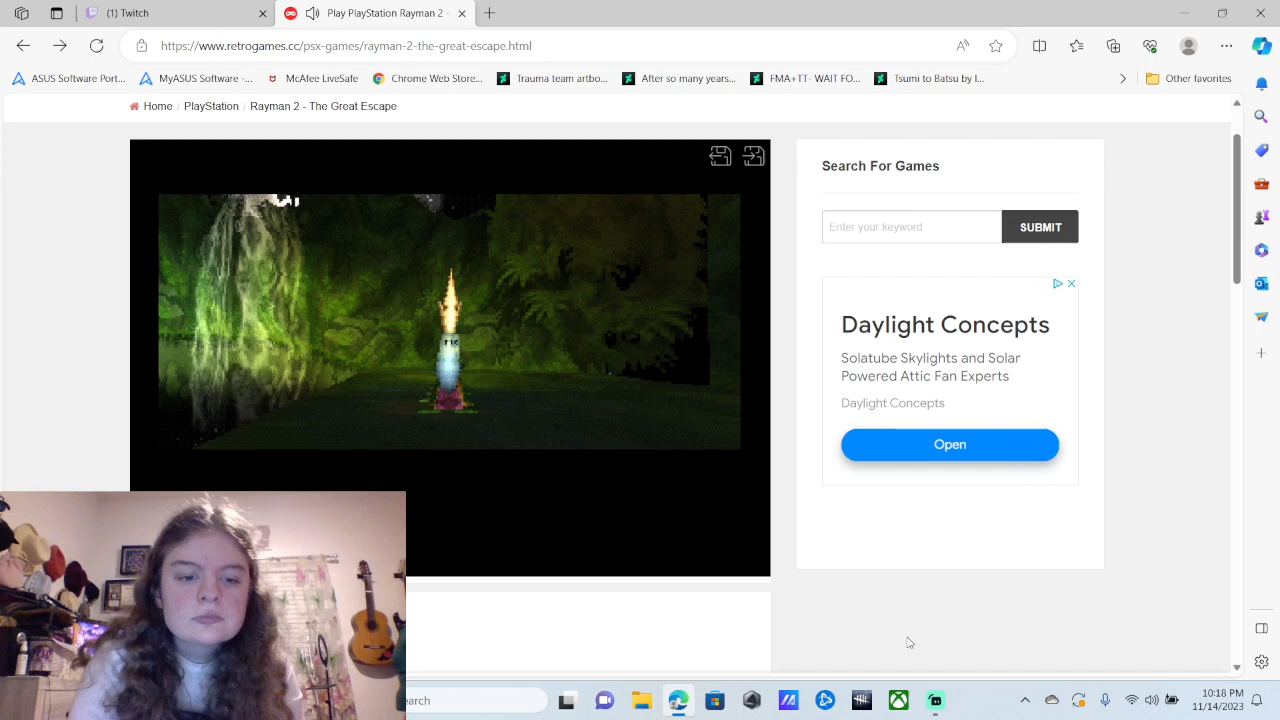 (1) Twitch
Play PlayStation Rayman 2 -
https://www.retrogames.cc/psx-games/rayman-2-the-great-escape.html
ASUS Software Port...
MyASUS Software -...
McAfee LiveSafe
Chrome Web Store...
Trauma team artbo...
After so many years...
FMA+TT- WAIT FO...
Tsumi to Batsu by I...
Other favorites
Home / PlayStation / Rayman 2 - The Great Escape
Search For Games
Enter your keyword
SUBMIT
Daylight Concepts
Solatube Skylights and Solar
Powered Attic Fan Experts
Daylight Concepts
Open
earch
10:18 PM
11/14/2023